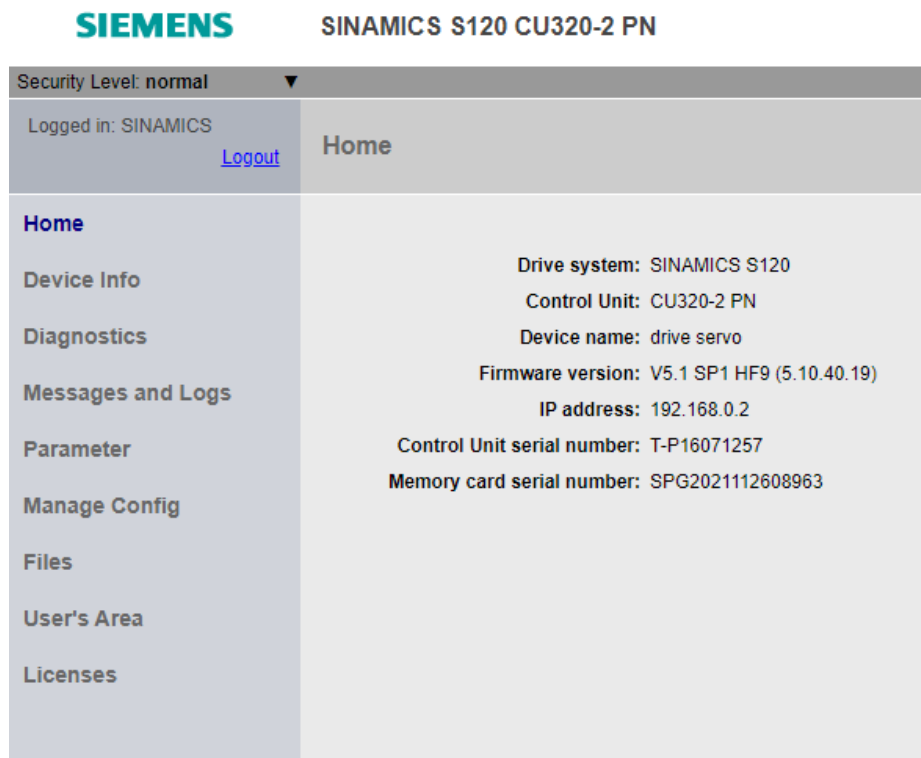 SIEMENS SINAMICS S120 CU320-2 PN
Security Level: normal ▼
Logged in: SINAMICS
Logout
Home
Home
Device Info
Diagnostics
Messages and Logs
Parameter
Manage Config
Files
User's Area
Licenses
Drive system: SINAMICS S120
Control Unit: CU320-2 PN
Device name: drive servo
Firmware version: V5.1 SP1 HF9 (5.10.40.19)
IP address: 192.168.0.2
Control Unit serial number: T-P16071257
Memory card serial number: SPG2021112608963